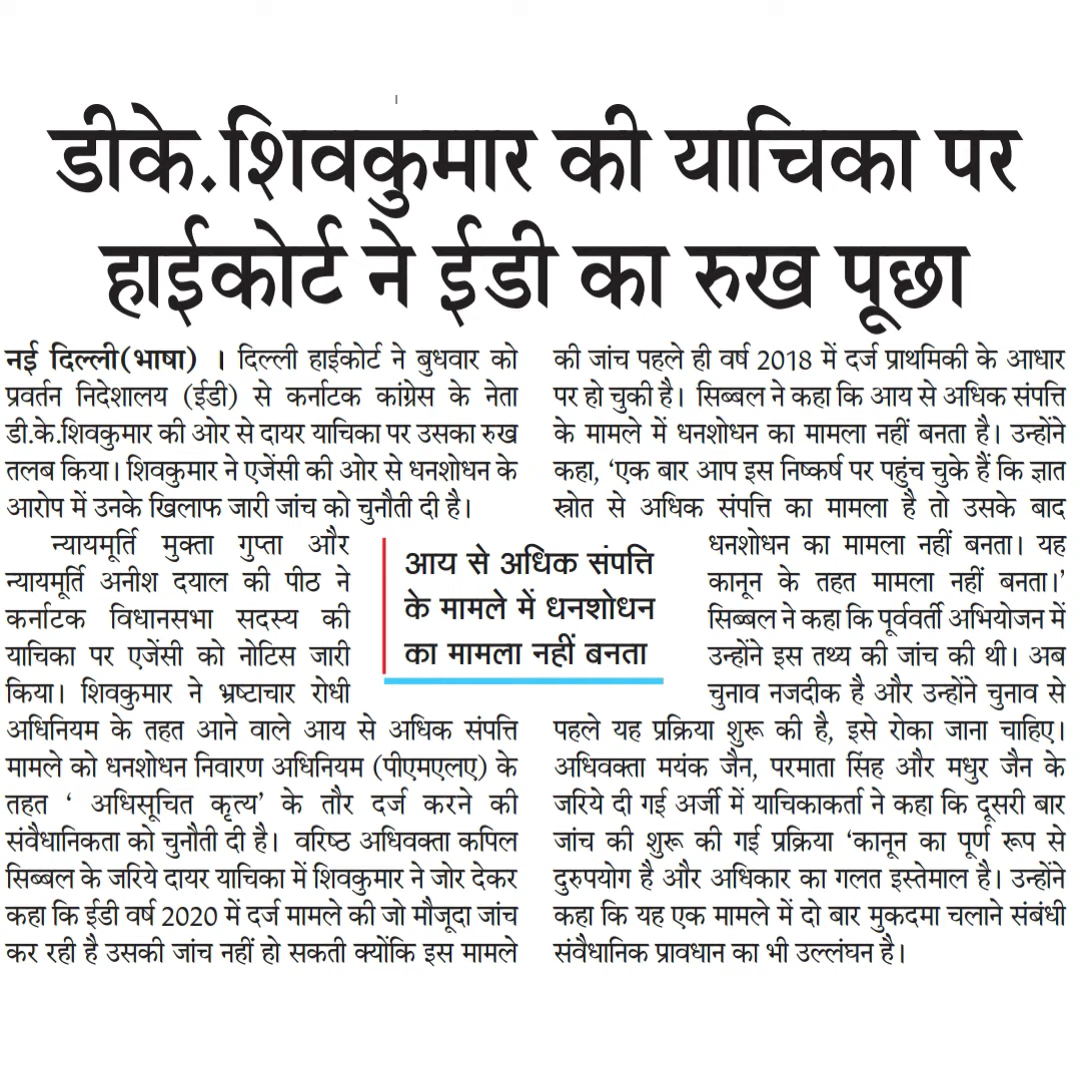 डीके.शिवकुमार की याचिका पर
हाईकोर्ट ने ईडी का रुख पूछा
नई दिल्ली(भाषा) । दिल्ली हाईकोर्ट ने बुधवार को
प्रवर्तन निदेशालय (ईडी) से कर्नाटक कांग्रेस के नेता
डी.के.शिवकुमार की ओर से दायर याचिका पर उसका रुख
तलब किया। शिवकुमार ने एजेंसी की ओर से धनशोधन के
आरोप में उनके खिलाफ जारी जांच को चुनौती दी है।
न्यायमूर्ति मुक्ता गुप्ता और
न्यायमूर्ति अनीश दयाल की पीठ ने
कर्नाटक विधानसभा सदस्य की
याचिका पर एजेंसी को नोटिस जारी
किया। शिवकुमार ने भ्रष्टाचार रोधी
अधिनियम के तहत आने वाले आय से अधिक संपत्ति
मामले को धनशोधन निवारण अधिनियम (पीएमएलए) के
तहत ‘ अधिसूचित कृत्य’ के तौर दर्ज करने की
संवैधानिकता को चुनौती दी है। वरिष्ठ अधिवक्ता कपिल
सिब्बल के जरिये दायर याचिका में शिवकुमार ने जोर देकर
कहा कि ईडी वर्ष 2020 में दर्ज मामले की जो मौजूदा जांच
कर रही है उसकी जांच नहीं हो सकती क्योंकि इस मामले
आय से अधिक संपत्ति
के मामले में धनशोधन
का मामला नहीं बनता
की जांच पहले ही वर्ष 2018 में दर्ज प्राथमिकी के आधार
पर हो चुकी है। सिब्बल ने कहा कि आय से अधिक संपत्ति
के मामले में धनशोधन का मामला नहीं बनता है। उन्होंने
कहा, ‘एक बार आप इस निष्कर्ष पर पहुंच चुके हैं कि ज्ञात
स्रोत से अधिक संपत्ति का मामला है तो उसके बाद
धनशोधन का मामला नहीं बनता। यह
कानून के तहत मामला नहीं बनता।’
सिब्बल ने कहा कि पूर्ववर्ती अभियोजन में
उन्होंने इस तथ्य की जांच की थी। अब
चुनाव नजदीक है और उन्होंने चुनाव से
पहले यह प्रक्रिया शुरू की है, इसे रोका जाना चाहिए।
अधिवक्ता मयंक जैन, परमाता सिंह और मधुर जैन के
जरिये दी गई अर्जी में याचिकाकर्ता ने कहा कि दूसरी बार
जांच की शुरू की गई प्रक्रिया ‘कानून का पूर्ण रूप से
दुरुपयोग है और अधिकार का गलत इस्तेमाल है। उन्होंने
कहा कि यह एक मामले में दो बार मुकदमा चलाने संबंधी
संवैधानिक प्रावधान का भी उल्लंघन है।